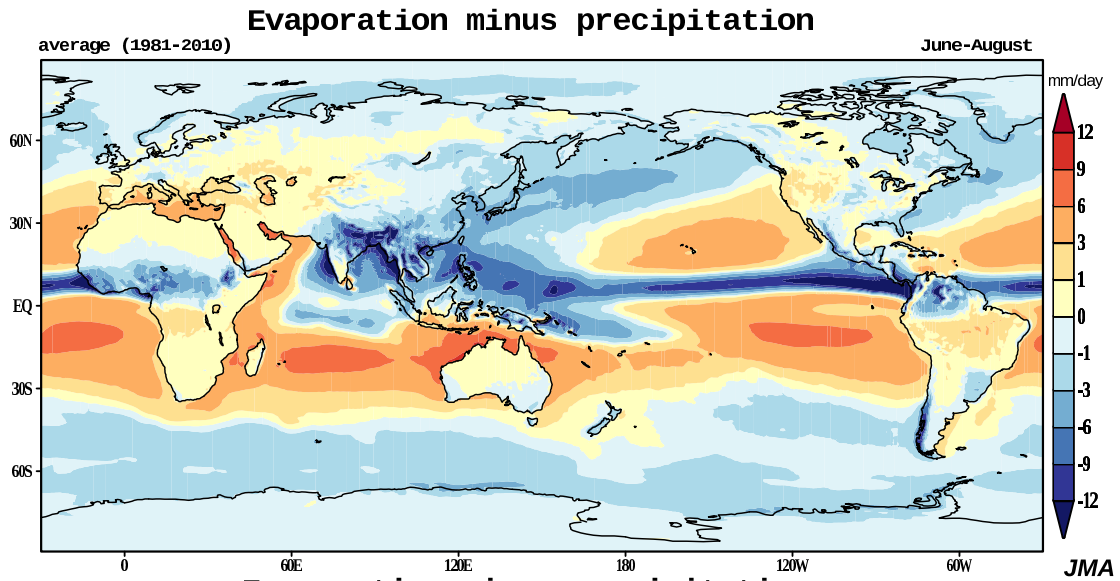 Evaporation minus precipitation
average (1981-2010) June-August
mm/day
12
9
6
3
1
0
-1
-3
-6
-9
-12
60N
30N
EQ
30S
60S
0 60E 120E 180 120W 60W
JMA